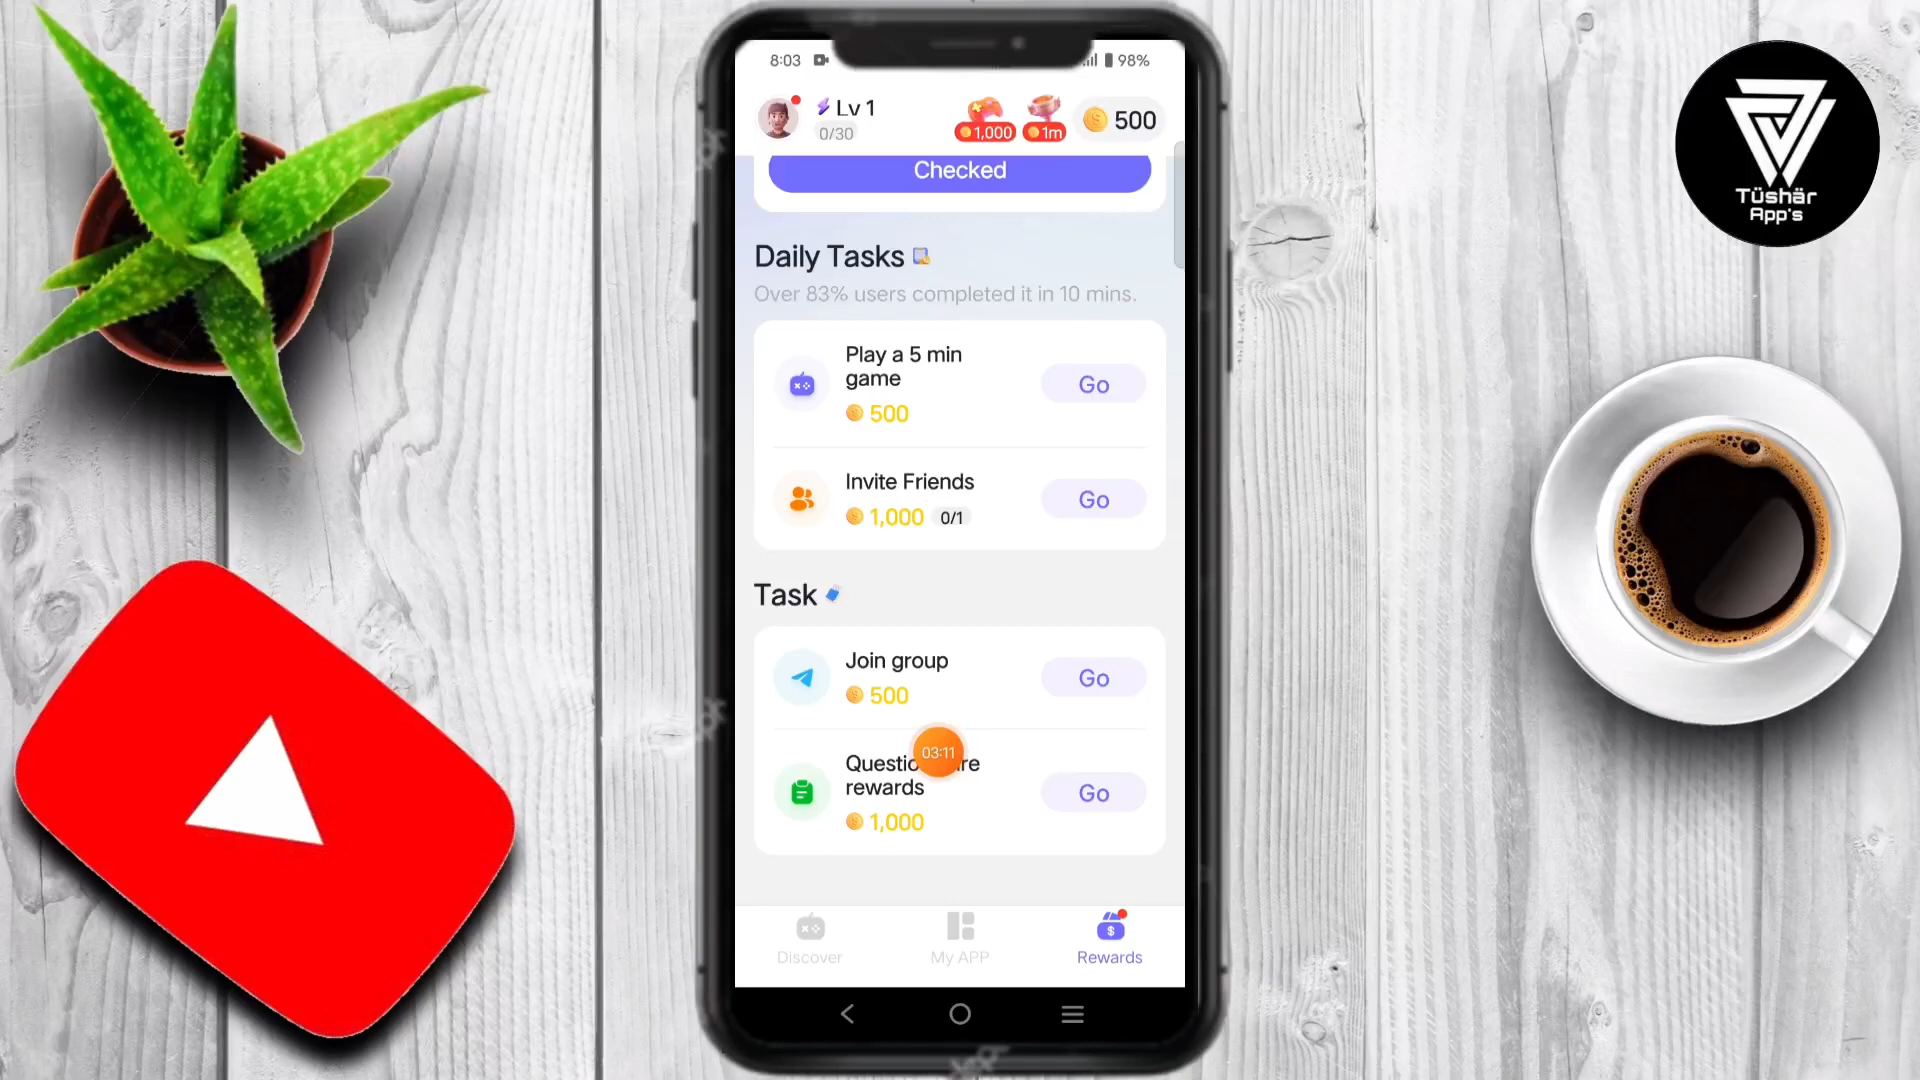 8:03
98%
Lv 1
0/30
1,000
1m
500
Checked
Daily Tasks
Over 83% users completed it in 10 mins.
Play a 5 min
game
500
Go
Invite Friends
1,000 0/1
Go
Task
Join group
500
Go
03:11
rewards
1,000
Go
Discover
My APP
Rewards
Tüshär
App's